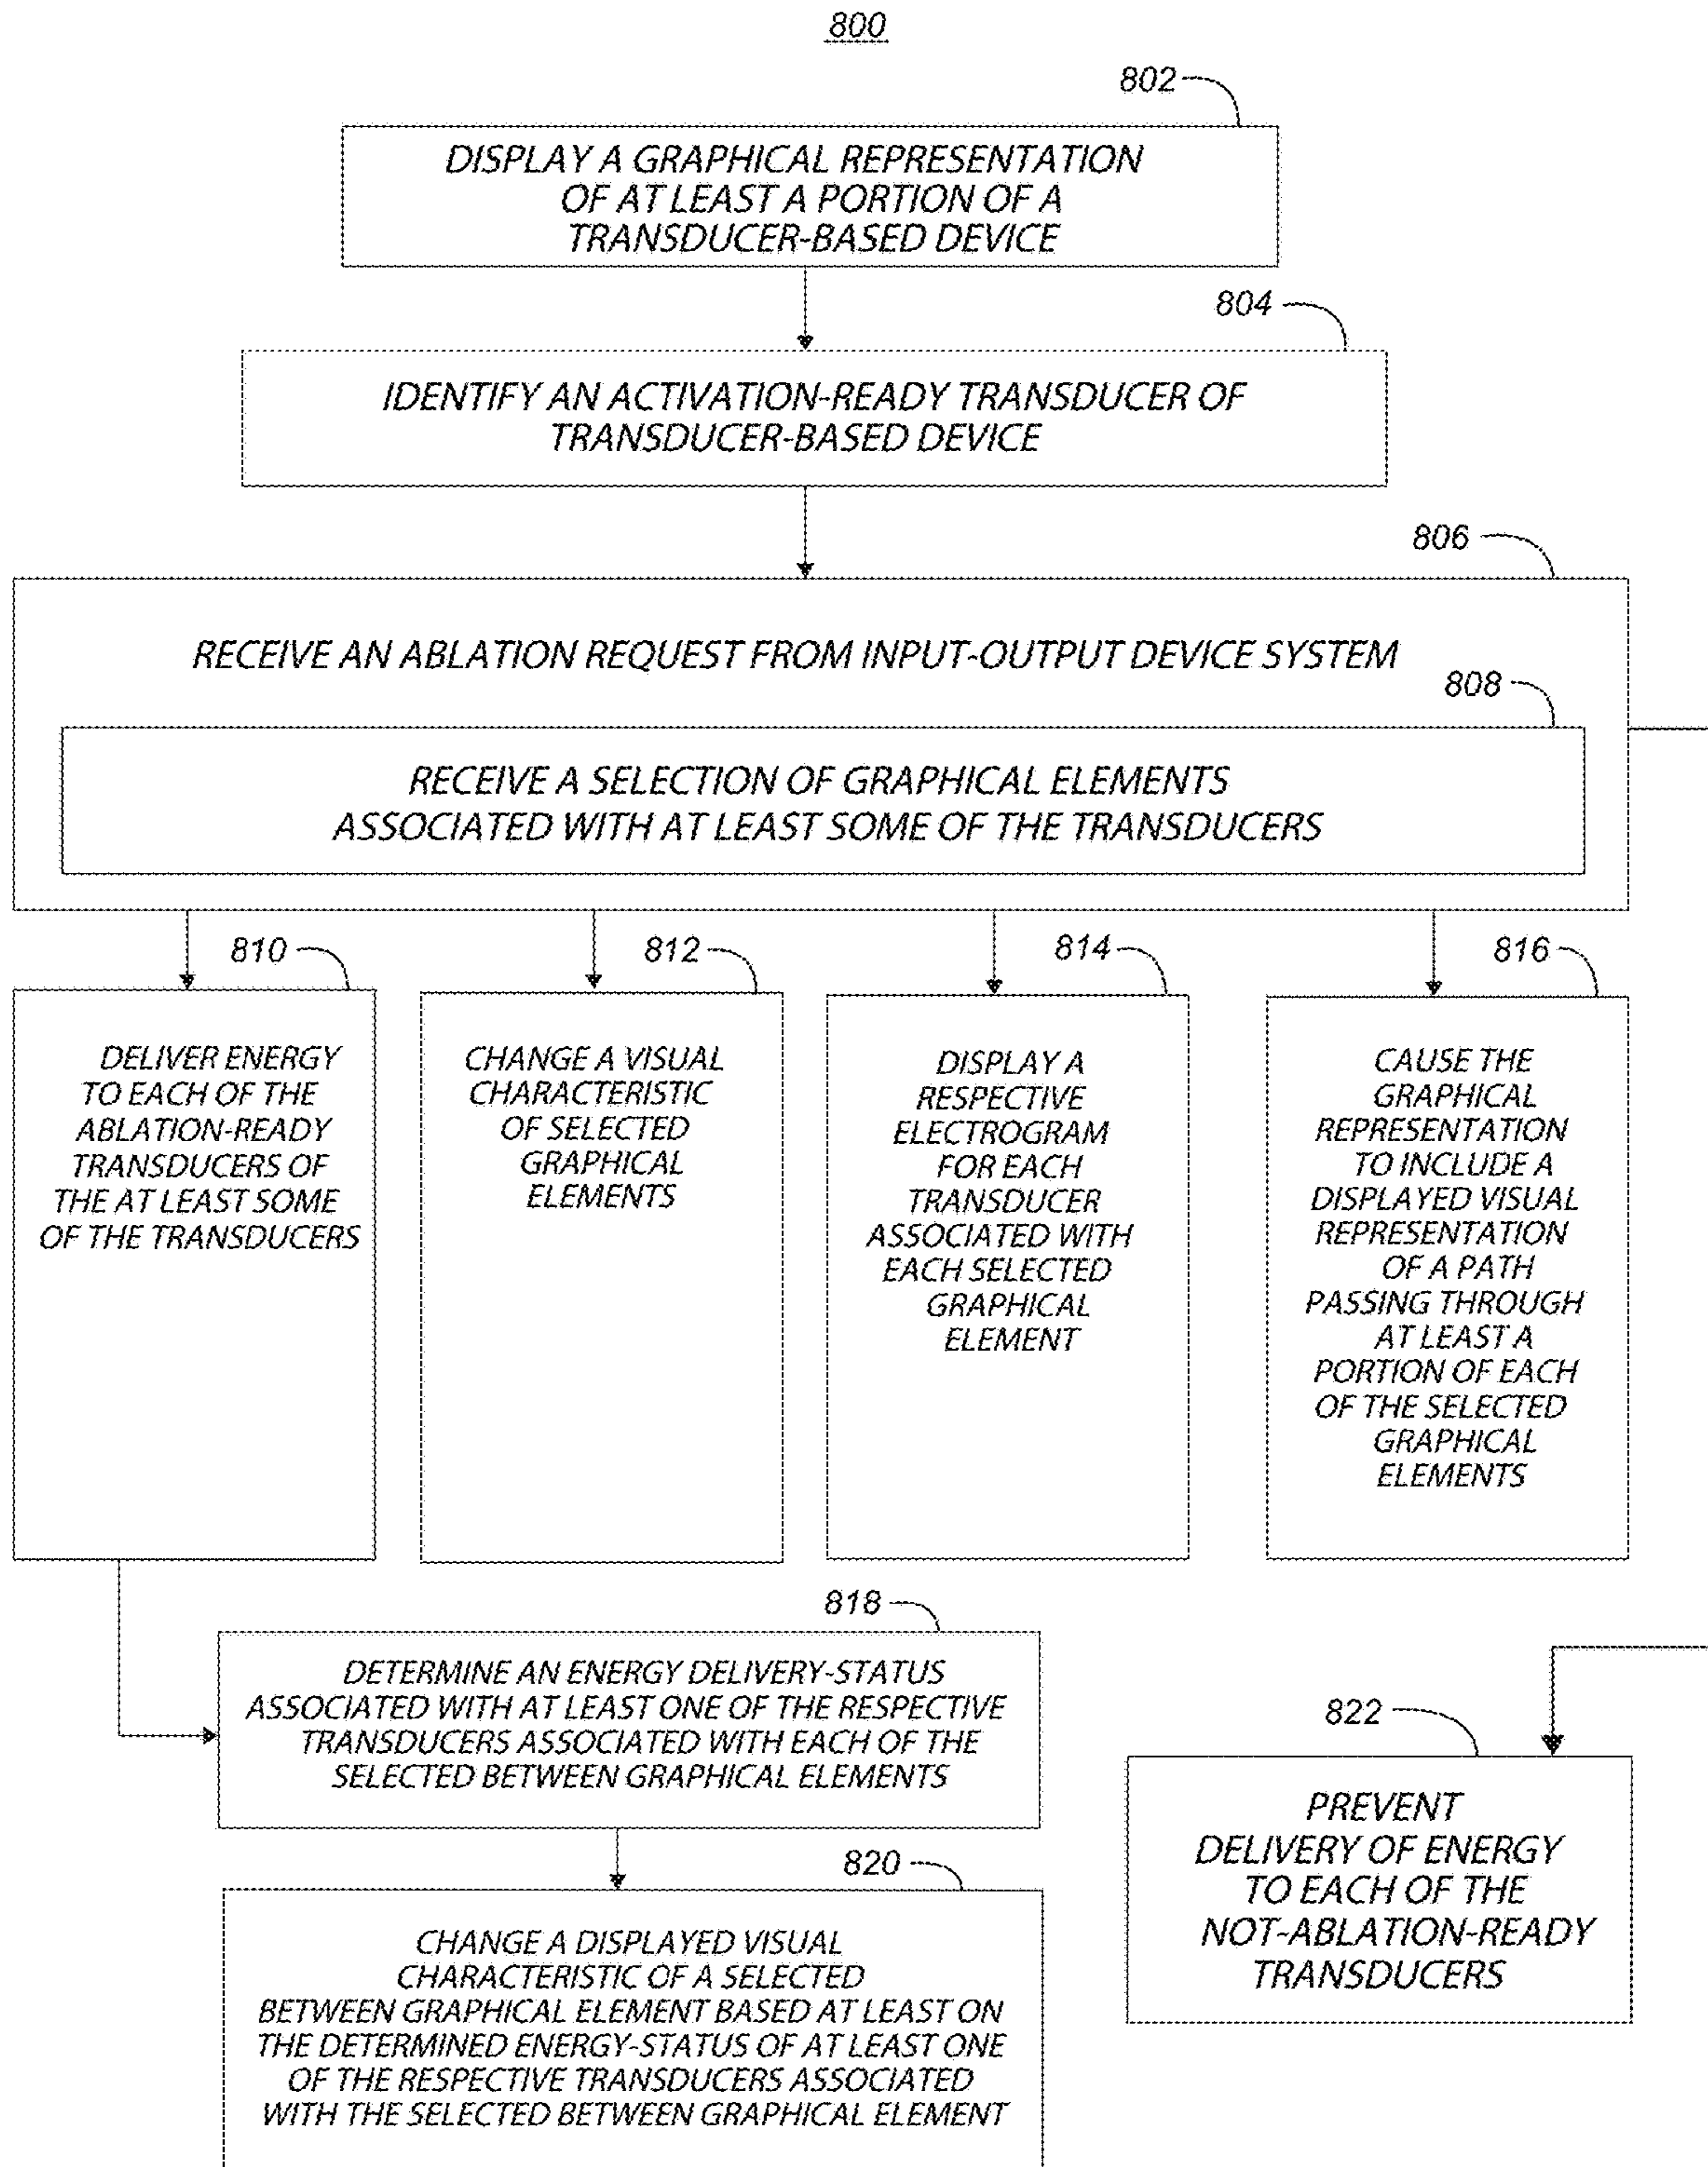 800
802
DISPLAY A GRAPHICAL REPRESENTATION
OF AT LEAST A PORTION OF A
TRANSDUCER-BASED DEVICE
804
IDENTIFY AN ACTIVATION-READY TRANSDUCER OF
TRANSDUCER-BASED DEVICE
806
RECEIVE AN ABLATION REQUEST FROM INPUT-OUTPUT DEVICE SYSTEM
808
RECEIVE A SELECTION OF GRAPHICAL ELEMENTS
ASSOCIATED WITH AT LEAST SOME OF THE TRANSDUCERS
810
DELIVER ENERGY
TO EACH OF THE
ABLATION-READY
TRANSDUCERS OF
THE AT LEAST SOME
OF THE TRANSDUCERS
812
CHANGE A VISUAL
CHARACTERISTIC
OF SELECTED
GRAPHICAL
ELEMENTS
814
DISPLAY A
RESPECTIVE
ELECTROGRAM
FOR EACH
TRANSDUCER
ASSOCIATED WITH
EACH SELECTED
GRAPHICAL
ELEMENT
816
CAUSE THE
GRAPHICAL
REPRESENTATION
TO INCLUDE A
DISPLAYED VISUAL
REPRESENTATION
OF A PATH
PASSING THROUGH
AT LEAST A
PORTION OF EACH
OF THE SELECTED
GRAPHICAL
ELEMENTS
818
DETERMINE AN ENERGY DELIVERY-STATUS
ASSOCIATED WITH AT LEAST ONE OF THE RESPECTIVE
TRANSDUCERS ASSOCIATED WITH EACH OF THE
SELECTED BETWEEN GRAPHICAL ELEMENTS
820
CHANGE A DISPLAYED VISUAL
CHARACTERISTIC OF A SELECTED
BETWEEN GRAPHICAL ELEMENT BASED AT LEAST ON
THE DETERMINED ENERGY-STATUS OF AT LEAST ONE
OF THE RESPECTIVE TRANSDUCERS ASSOCIATED
WITH THE SELECTED BETWEEN GRAPHICAL ELEMENT
822
PREVENT
DELIVERY OF ENERGY
TO EACH OF THE
NOT-ABLATION-READY
TRANSDUCERS